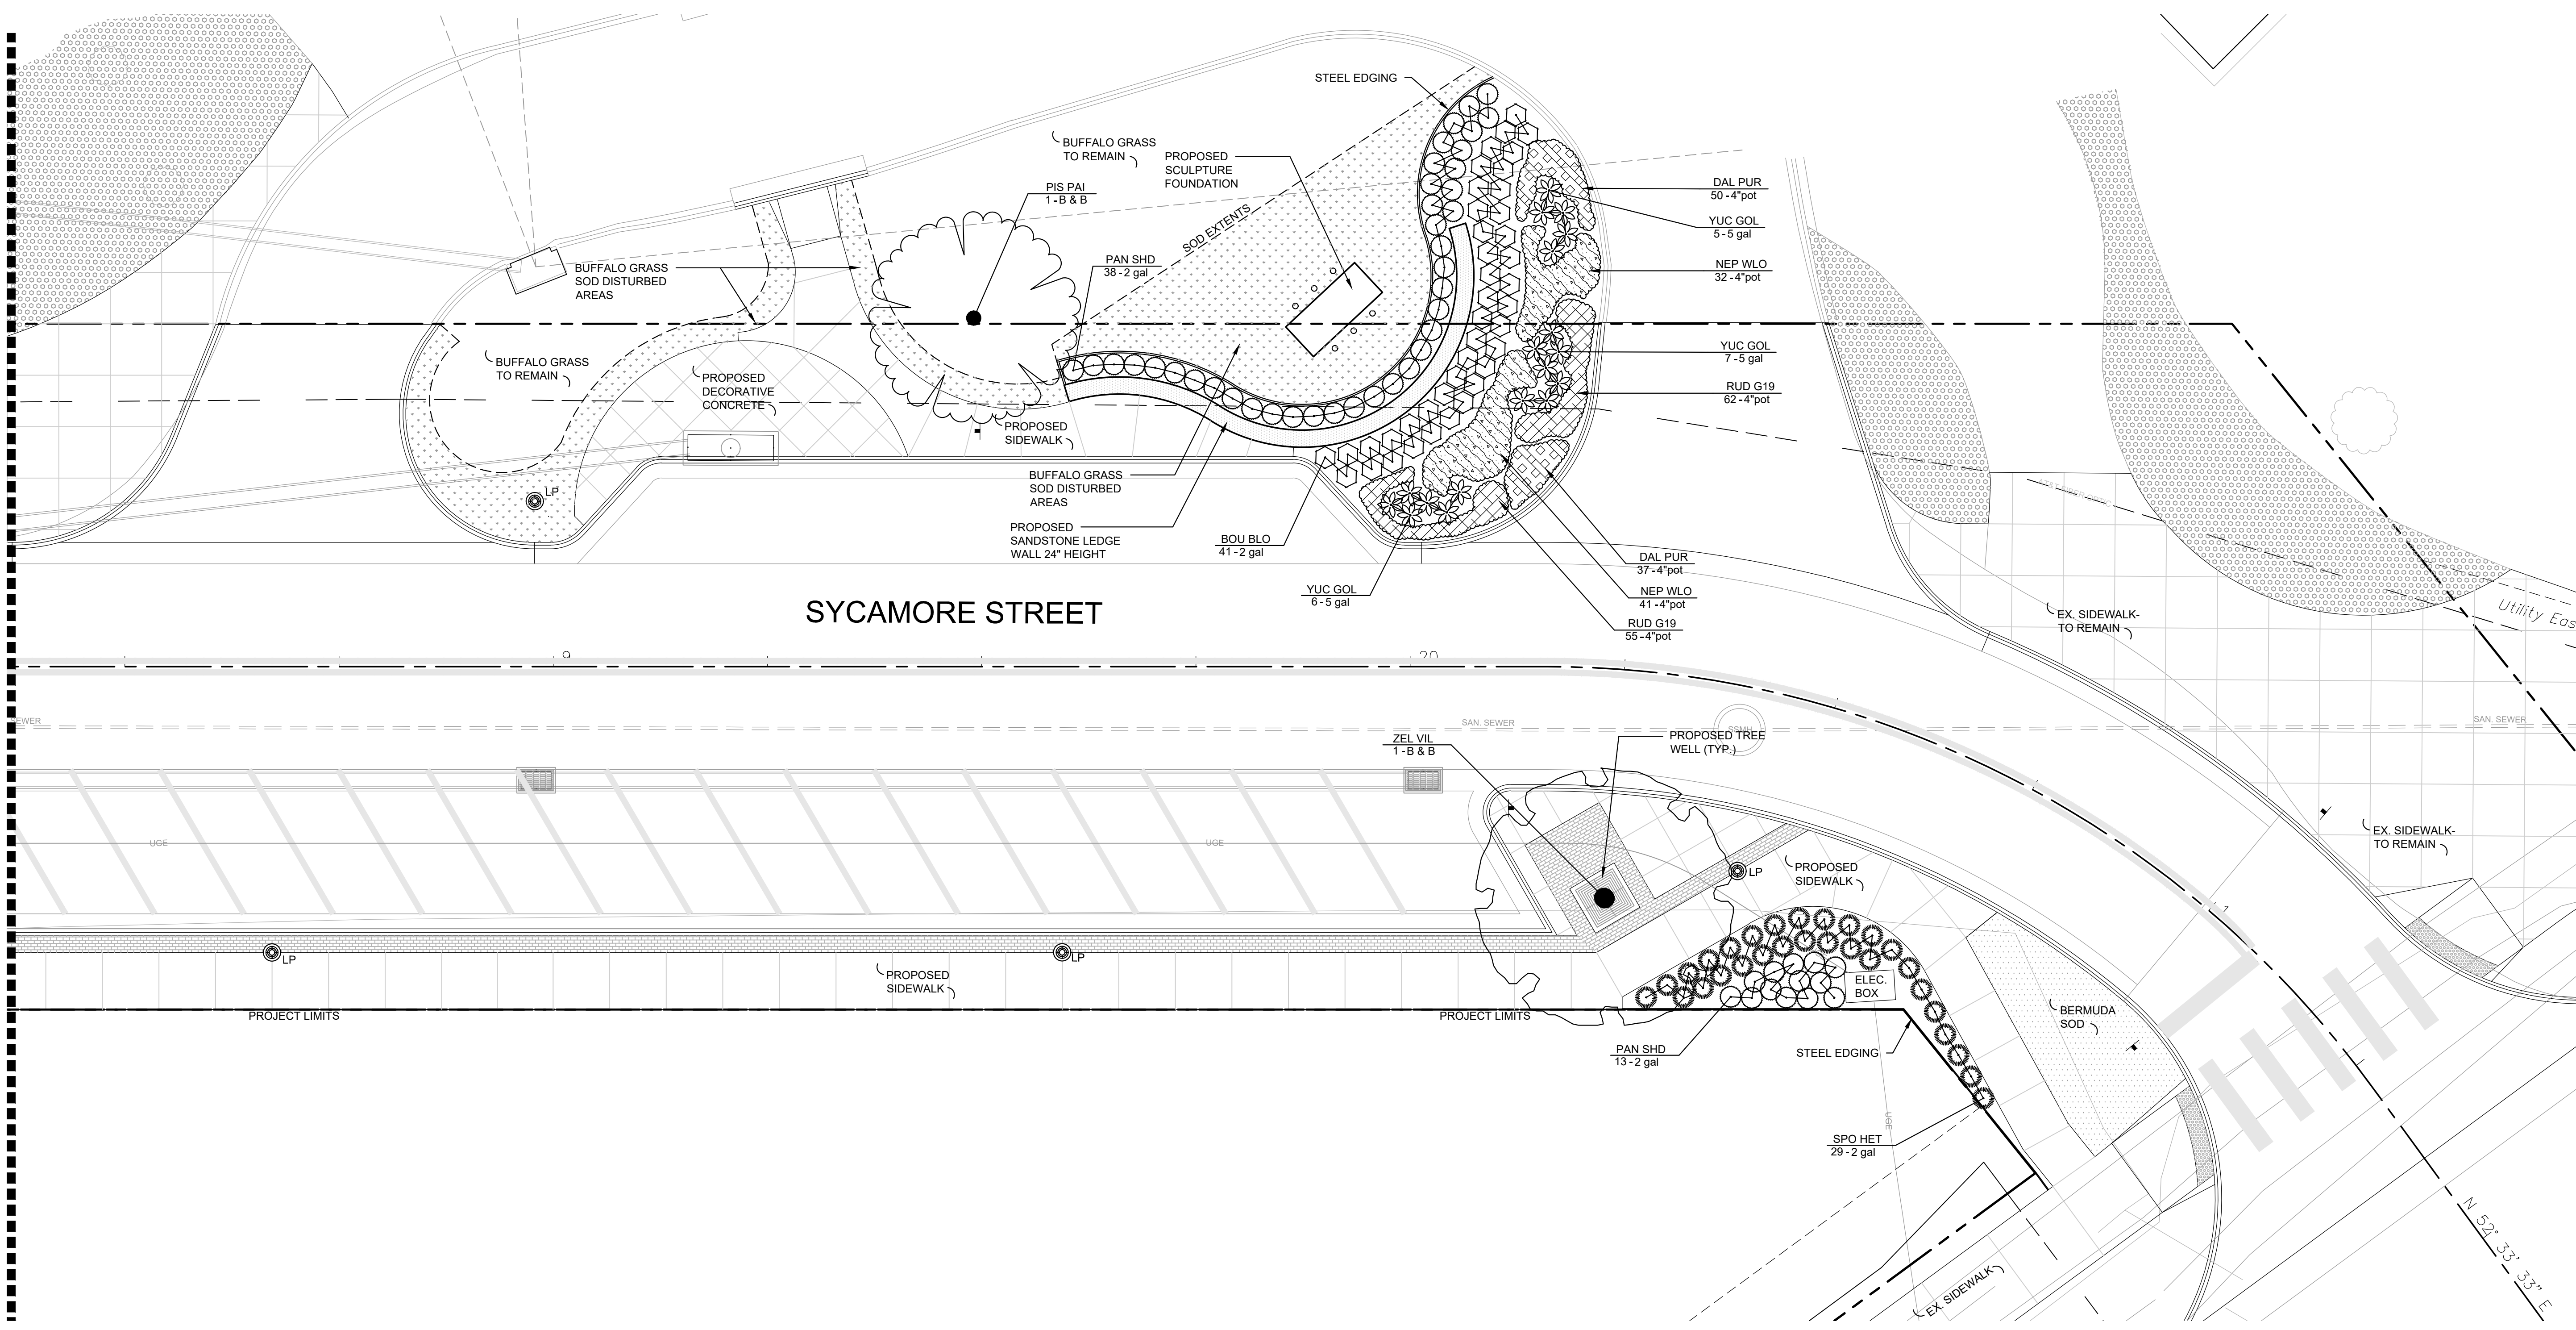 STEEL EDGING
BUFFALO GRASS
TO REMAIN
PROPOSED
SCULPTURE
FOUNDATION
PIS PAI
1 - B & B
DAL PUR
50 - 4"pot
YUC GOL
5 - 5 gal
SOD EXTENTS
PAN SHD
38 - 2 gal
NEP WLO
32 - 4"pot
BUFFALO GRASS
SOD DISTURBED
AREAS
YUC GOL
7 - 5 gal
BUFFALO GRASS
TO REMAIN
PROPOSED
DECORATIVE
CONCRETE
RUD G19
62 - 4"pot
PROPOSED
SIDEWALK
BUFFALO GRASS
SOD DISTURBED
AREAS
LP
PROPOSED
SANDSTONE LEDGE
WALL 24" HEIGHT
BOU BLO
41 - 2 gal
DAL PUR
37 - 4"pot
YUC GOL
6 - 5 gal
NEP WLO
41 - 4"pot
RUD G19
55 - 4"pot
SYCAMORE STREET
EX. SIDEWALK-
TO REMAIN
Utility Eas
9
20
SEWER
SAN. SEWER
SSMH
SAN. SEWER
ZEL VIL
1 - B & B
PROPOSED TREE
WELL (TYP.)
UGE
UGE
EX. SIDEWALK-
TO REMAIN
LP
PROPOSED
SIDEWALK
1
LP
LP
PROPOSED
SIDEWALK
ELEC.
BOX
PROJECT LIMITS
PROJECT LIMITS
BERMUDA
SOD
PAN SHD
13 - 2 gal
STEEL EDGING
UGE
SPO HET
29 - 2 gal
N 52° 33' 33" E
EX. SIDEWALK